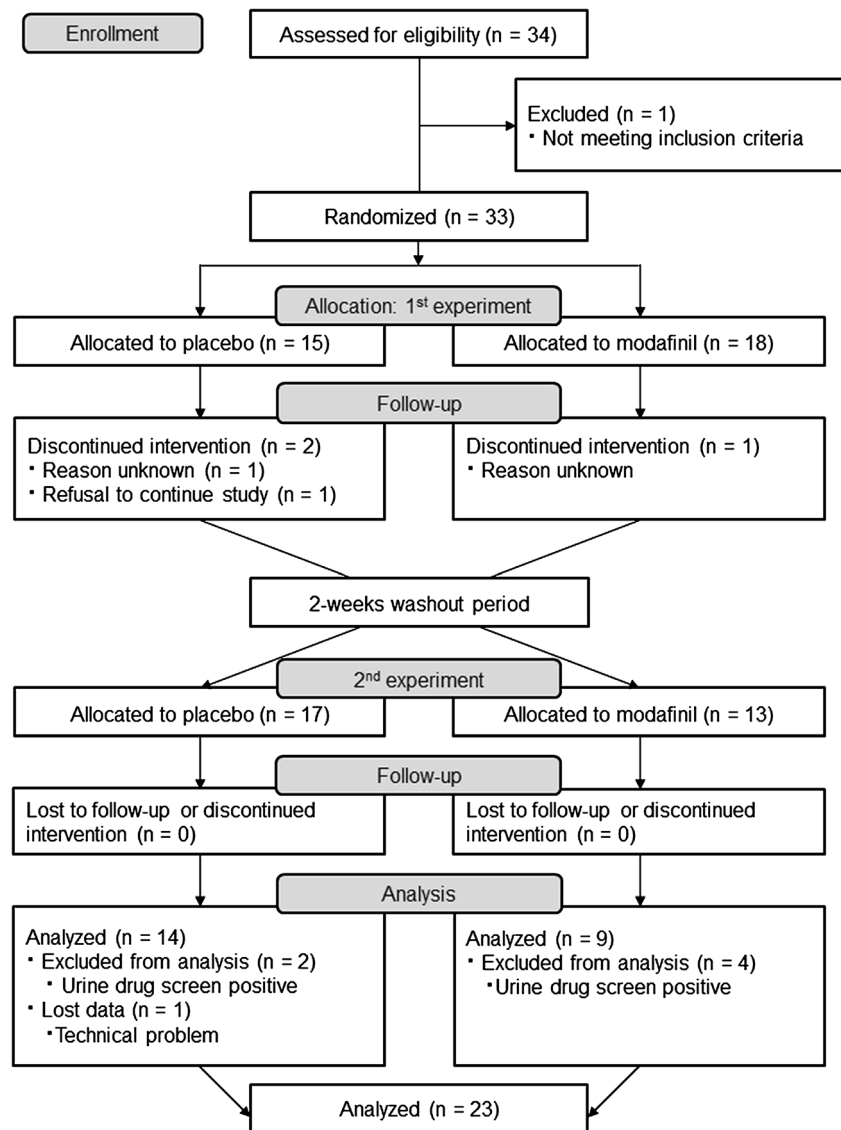 Enrollment
Assessed for eligibility (n = 34)
Excluded (n = 1)
· Not meeting inclusion criteria
Randomized (n = 33)
Allocation: 1st experiment
Allocated to placebo (n = 15)
Allocated to modafinil (n = 18)
Follow-up
Discontinued intervention (n = 2)
· Reason unknown (n = 1)
· Refusal to continue study (n = 1)
Discontinued intervention (n = 1)
· Reason unknown
2-weeks washout period
2nd experiment
Allocated to placebo (n = 17)
Allocated to modafinil (n = 13)
Follow-up
Lost to follow-up or discontinued
intervention (n = 0)
Lost to follow-up or discontinued
intervention (n = 0)
Analysis
Analyzed (n = 14)
· Excluded from analysis (n = 2)
· Urine drug screen positive
· Lost data (n = 1)
· Technical problem
Analyzed (n = 9)
· Excluded from analysis (n = 4)
· Urine drug screen positive
Analyzed (n = 23)